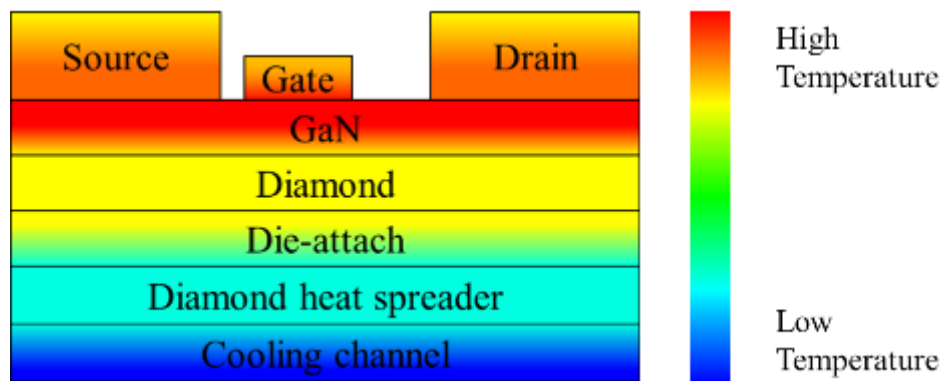 Source
Gate
Drain
GaN
Diamond
Die-attach
Diamond heat spreader
Cooling channel
High
Temperature
Low
Temperature